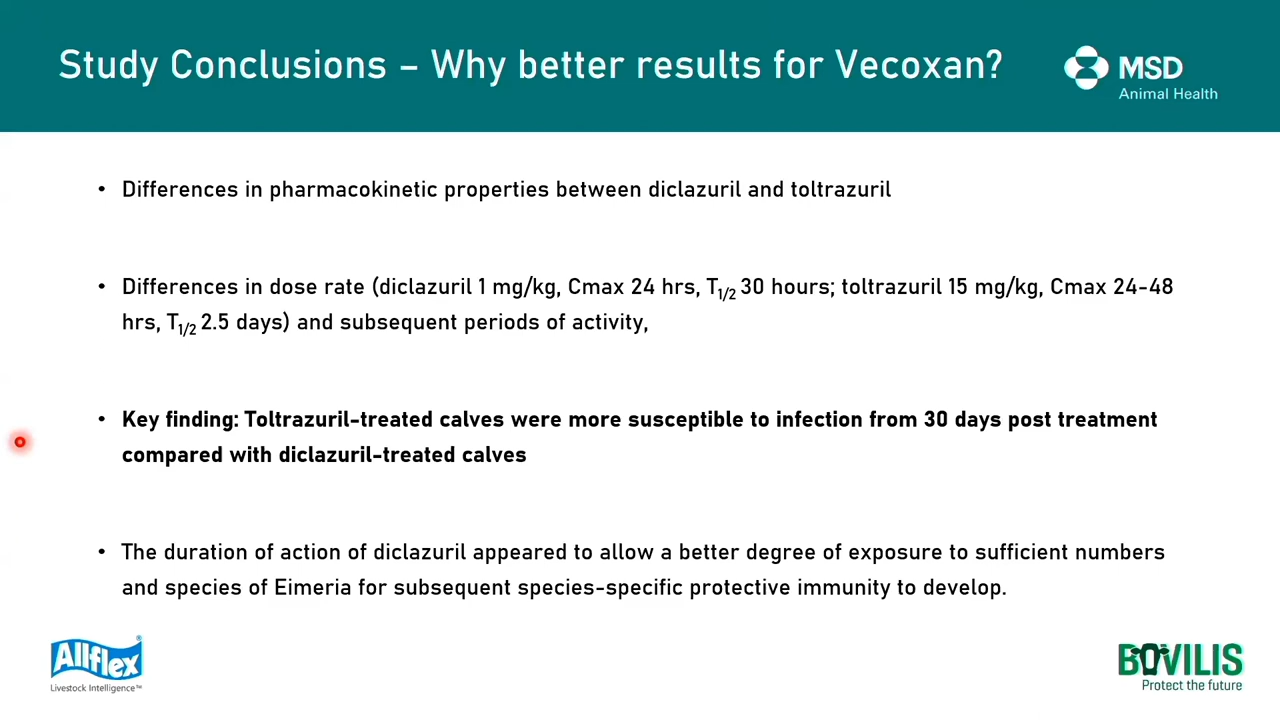 Study Conclusions – Why better results for Vecoxan?
MSD
Animal Health
• Differences in pharmacokinetic properties between diclazuril and toltrazuril
• Differences in dose rate (diclazuril 1 mg/kg, Cmax 24 hrs, T1/2 30 hours; toltrazuril 15 mg/kg, Cmax 24-48
hrs, T1/2 2.5 days) and subsequent periods of activity,
• Key finding: Toltrazuril-treated calves were more susceptible to infection from 30 days post treatment
compared with diclazuril-treated calves
• The duration of action of diclazuril appeared to allow a better degree of exposure to sufficient numbers
and species of Eimeria for subsequent species-specific protective immunity to develop.
Allflex®
Livestock Intelligence™
BOVILIS
Protect the future